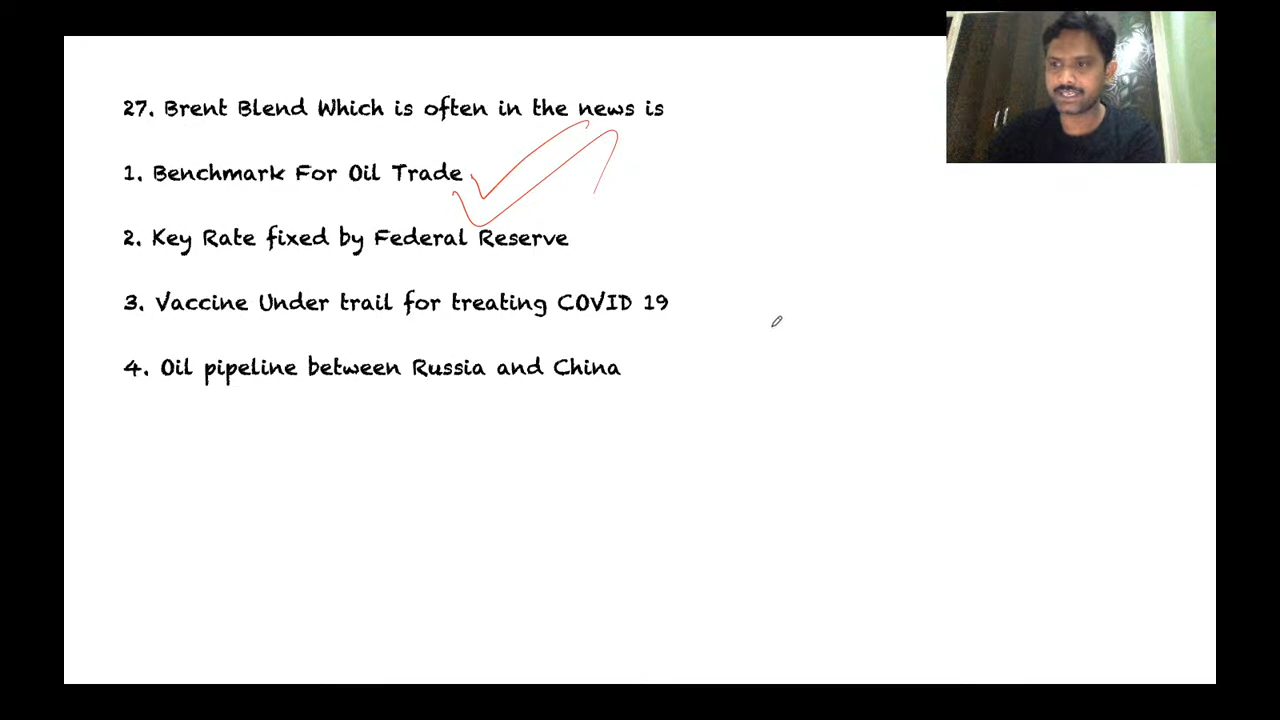 27. Brent Blend Which is often in the news is
1. Benchmark For Oil Trade
2. Key Rate fixed by Federal Reserve
3. Vaccine Under trail for treating COVID 19
4. Oil pipeline between Russia and China